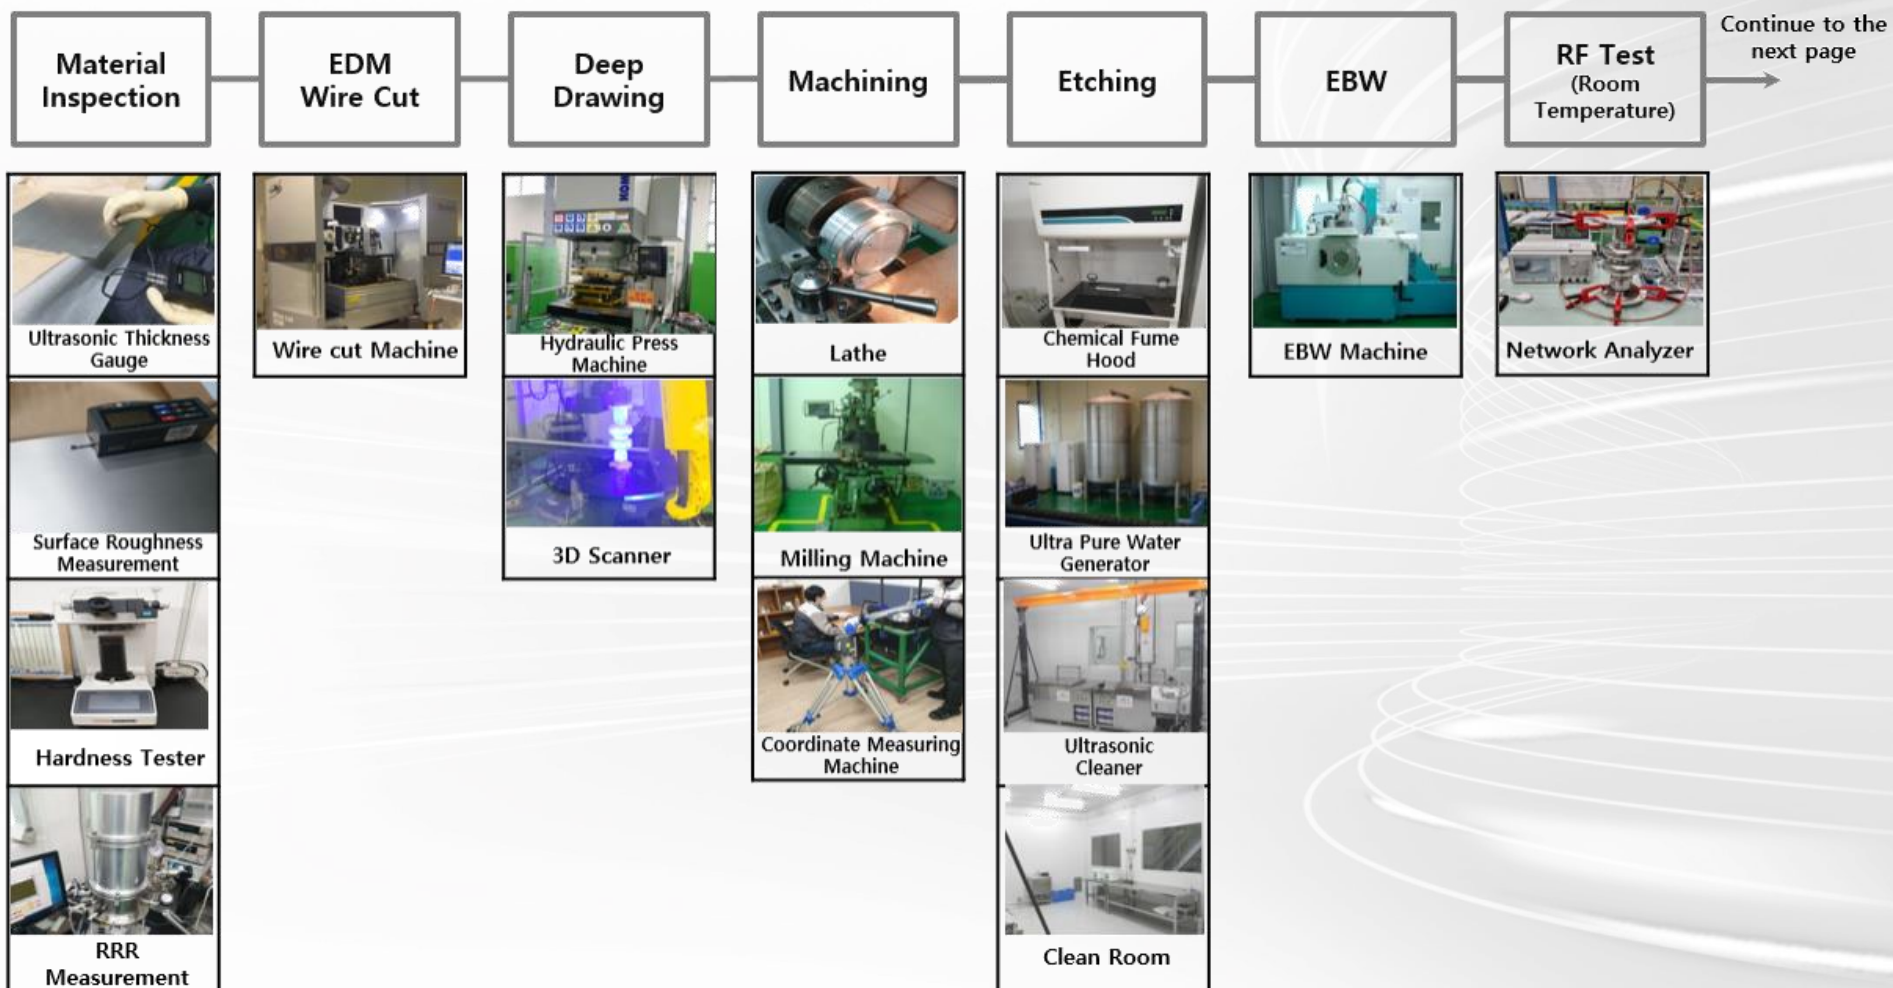 Material
Inspection
EDM
Wire Cut
Deep
Drawing
Machining
Etching
EBW
RF Test
(Room
Temperature)
Continue to the
next page
Ultrasonic Thickness
Gauge
Surface Roughness
Measurement
Hardness Tester
RRR
Measurement
Wire cut Machine
Hydraulic Press
Machine
3D Scanner
Lathe
Milling Machine
Coordinate Measuring
Machine
Chemical Fume
Hood
Ultra Pure Water
Generator
Ultrasonic
Cleaner
Clean Room
EBW Machine
Network Analyzer